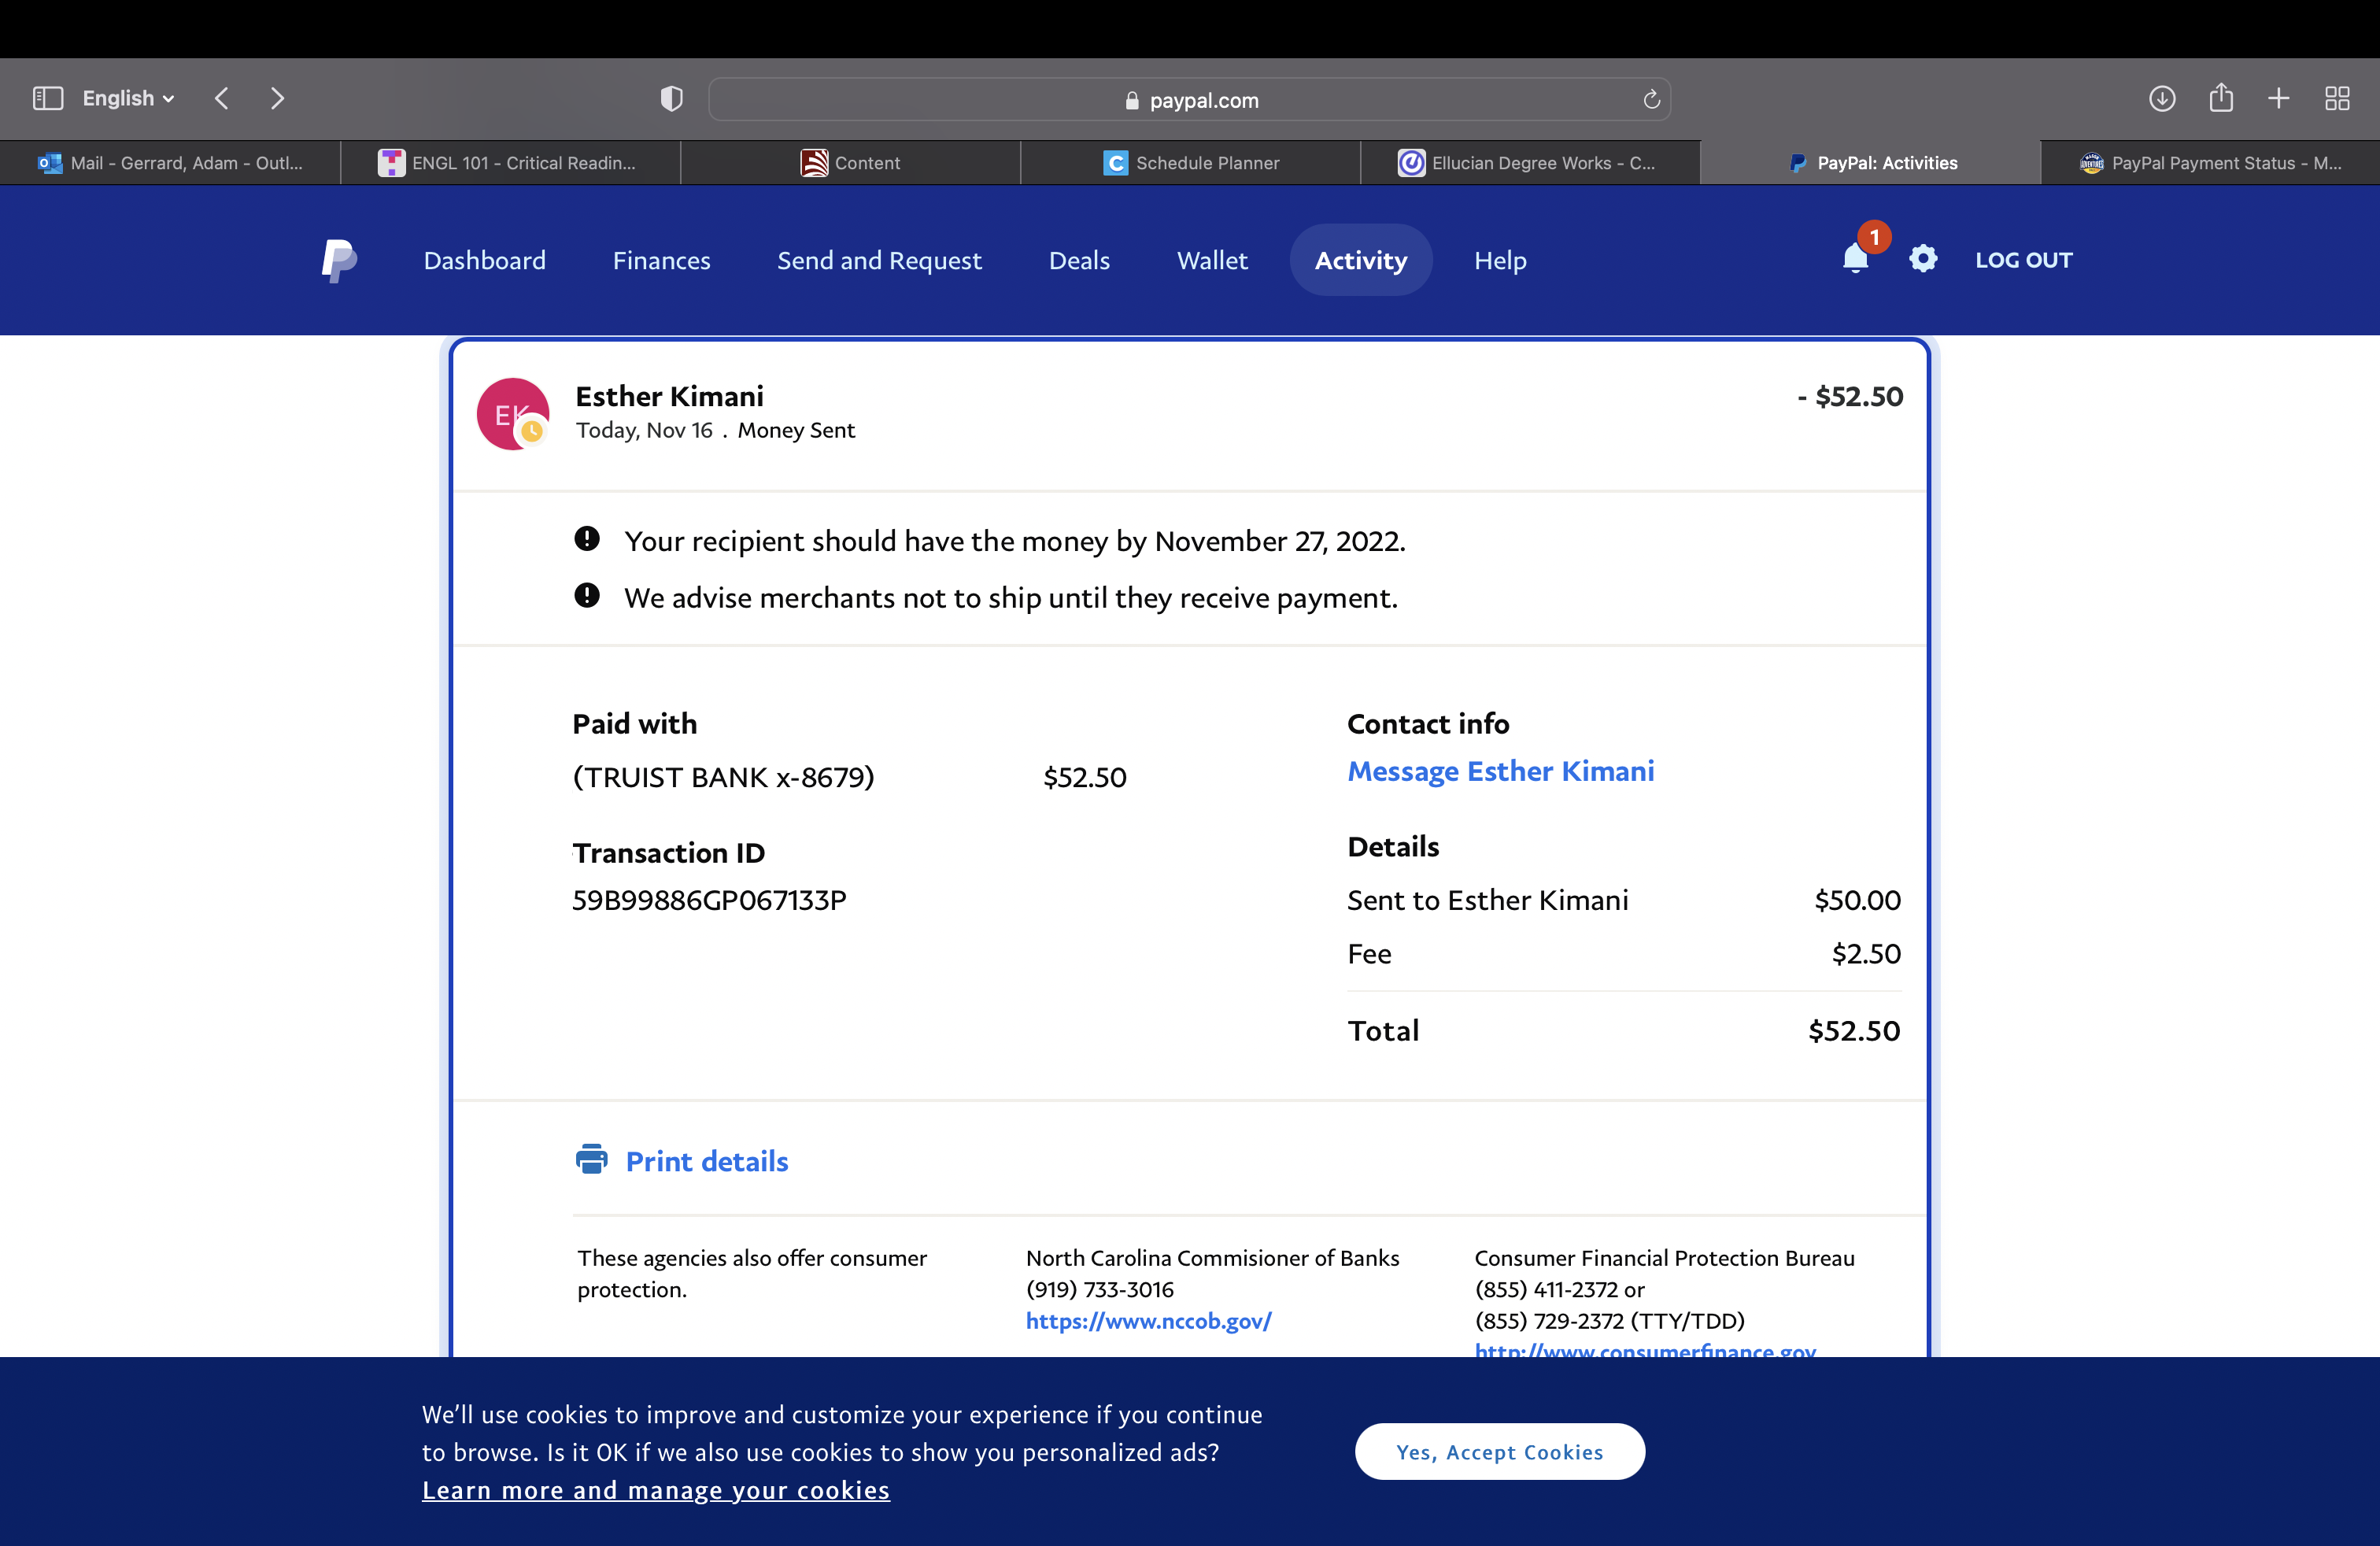 English
paypal.com
Mail - Gerrard, Adam - Outl...
ENGL 101 - Critical Readin...
Content
Schedule Planner
Ellucian Degree Works - C...
PayPal: Activities
PayPal Payment Status - M...
Dashboard
Finances
Send and Request
Deals
Wallet
Activity
Help
1
LOG OUT
EK
Esther Kimani
- $52.50
Today, Nov 16 . Money Sent
Your recipient should have the money by November 27, 2022.
We advise merchants not to ship until they receive payment.
Paid with
(TRUIST BANK x-8679) $52.50
Transaction ID
59B99886GP067133P
Contact info
Message Esther Kimani
Details
Sent to Esther Kimani $50.00
Fee $2.50
Total $52.50
Print details
These agencies also offer consumer
protection.
North Carolina Commisioner of Banks
(919) 733-3016
https://www.nccob.gov/
Consumer Financial Protection Bureau
(855) 411-2372 or
(855) 729-2372 (TTY/TDD)
http://www.consumerfinance.gov
We'll use cookies to improve and customize your experience if you continue
to browse. Is it OK if we also use cookies to show you personalized ads?
Learn more and manage your cookies
Yes, Accept Cookies